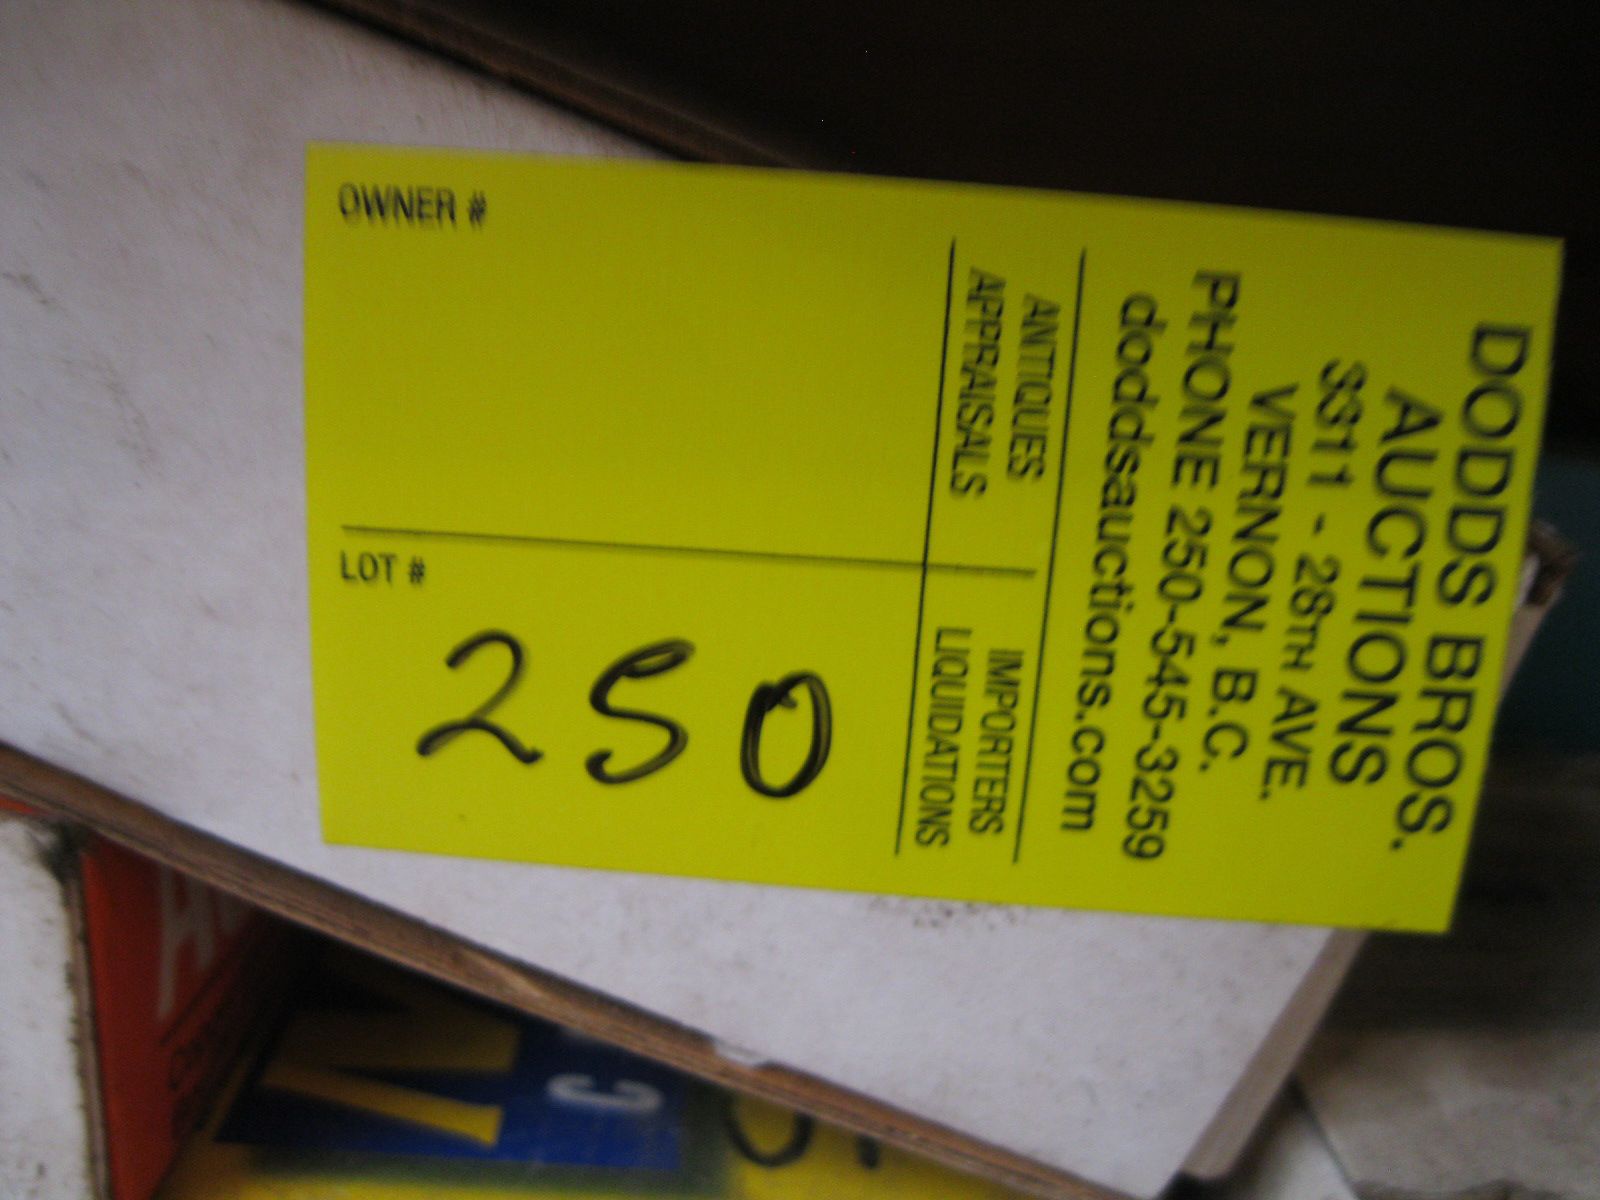 DODDS BROS.
AUCTIONS
3311 - 28TH AVE.
VERNON, B.C.
PHONE 250-545-3259
doddsauctions.com
ANTIQUES
APPRAISALS
IMPORTERS
LIQUIDATIONS
OWNER #
LOT #
250